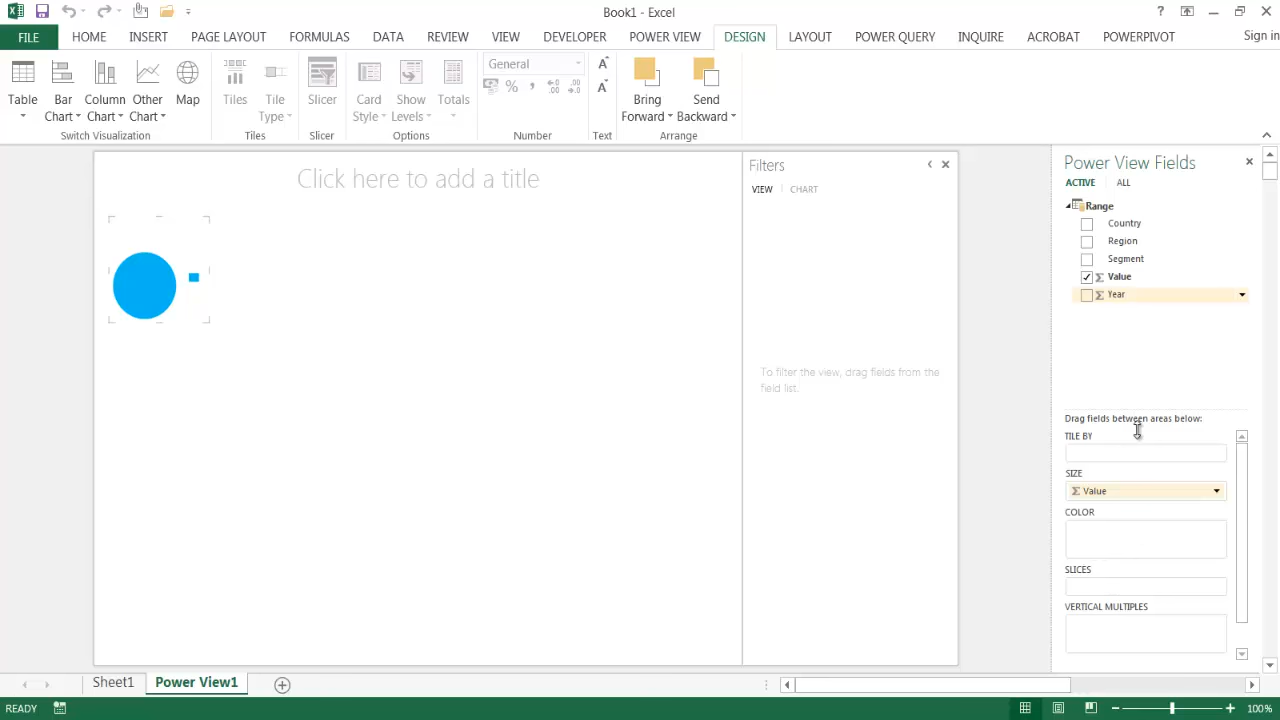 Book1 - Excel
?
FILE HOME INSERT PAGE LAYOUT FORMULAS DATA REVIEW VIEW DEVELOPER POWER VIEW DESIGN LAYOUT POWER QUERY INQUIRE ACROBAT POWERPIVOT Sign in
General
Table Bar Column Other Map Tiles Tile Slicer Card Show Totals % , Bring Send
Chart Chart Chart Type Style Levels Forward Backward
Switch Visualization Tiles Slicer Options Number Text Arrange
Click here to add a title
Filters
VIEW CHART
To filter the view, drag fields from the
field list.
Power View Fields
ACTIVE ALL
Range
Country
Region
Segment
Σ Value
Σ Year
Drag fields between areas below:
TILE BY
SIZE
Σ Value
COLOR
SLICES
VERTICAL MULTIPLES
Sheet1 Power View1
READY 100%